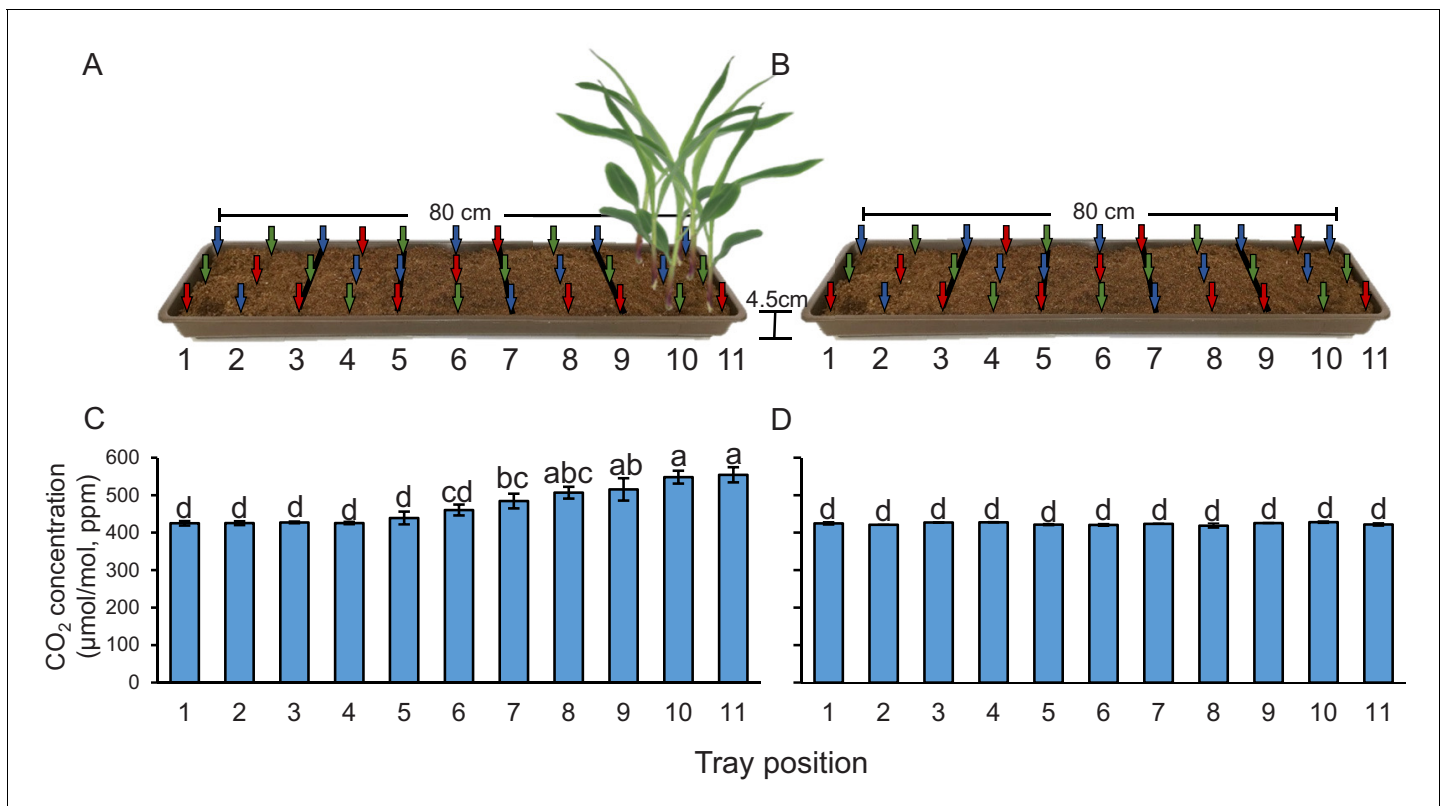 A
B
80 cm
80 cm
4.5cm
1 2 3 4 5 6 7 8 9 10 11
1 2 3 4 5 6 7 8 9 10 11
C
D
CO₂ concentration
(µmol/mol, ppm)
600
500
400
300
200
100
0
d d d d d cd bc abc ab a a
d d d d d d d d d d d
1 2 3 4 5 6 7 8 9 10 11
1 2 3 4 5 6 7 8 9 10 11
Tray position